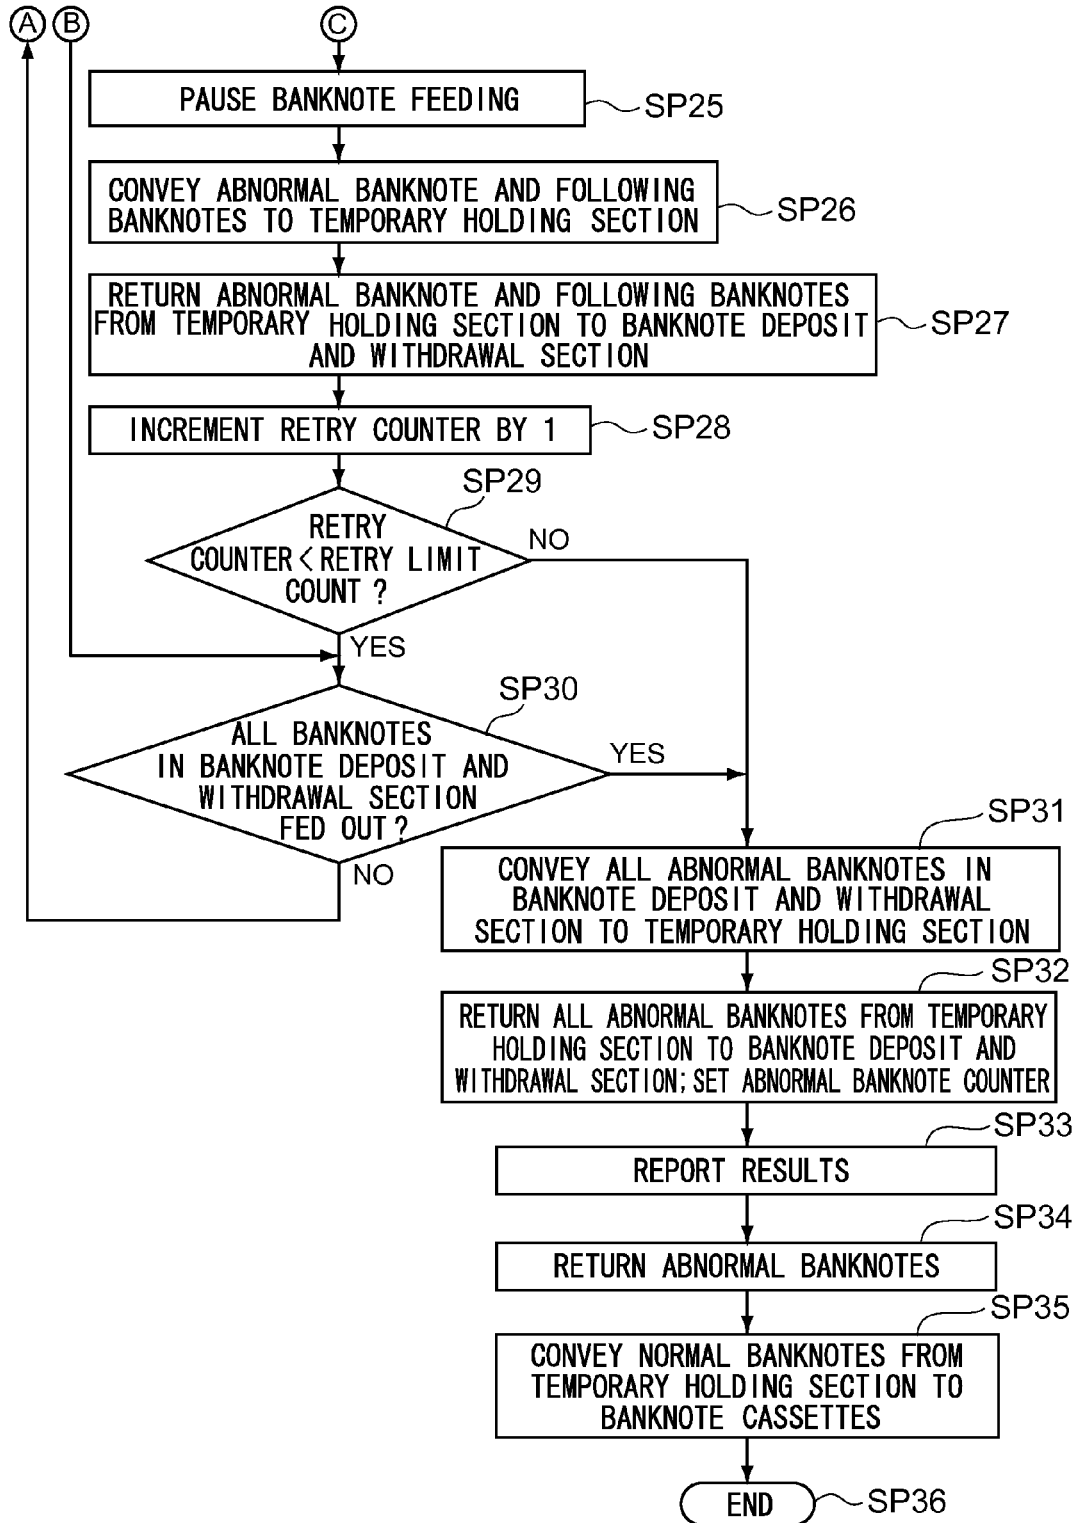 A B C
PAUSE BANKNOTE FEEDING
SP25
CONVEY ABNORMAL BANKNOTE AND FOLLOWING
BANKNOTES TO TEMPORARY HOLDING SECTION
SP26
RETURN ABNORMAL BANKNOTE AND FOLLOWING BANKNOTES
FROM TEMPORARY HOLDING SECTION TO BANKNOTE DEPOSIT
AND WITHDRAWAL SECTION
SP27
INCREMENT RETRY COUNTER BY 1
SP28
SP29
RETRY
COUNTER < RETRY LIMIT
COUNT ?
NO
YES
SP30
ALL BANKNOTES
IN BANKNOTE DEPOSIT AND
WITHDRAWAL SECTION
FED OUT ?
YES
NO
SP31
CONVEY ALL ABNORMAL BANKNOTES IN
BANKNOTE DEPOSIT AND WITHDRAWAL
SECTION TO TEMPORARY HOLDING SECTION
SP32
RETURN ALL ABNORMAL BANKNOTES FROM TEMPORARY
HOLDING SECTION TO BANKNOTE DEPOSIT AND
WITHDRAWAL SECTION; SET ABNORMAL BANKNOTE COUNTER
SP33
REPORT RESULTS
SP34
RETURN ABNORMAL BANKNOTES
SP35
CONVEY NORMAL BANKNOTES FROM
TEMPORARY HOLDING SECTION TO
BANKNOTE CASSETTES
END
SP36